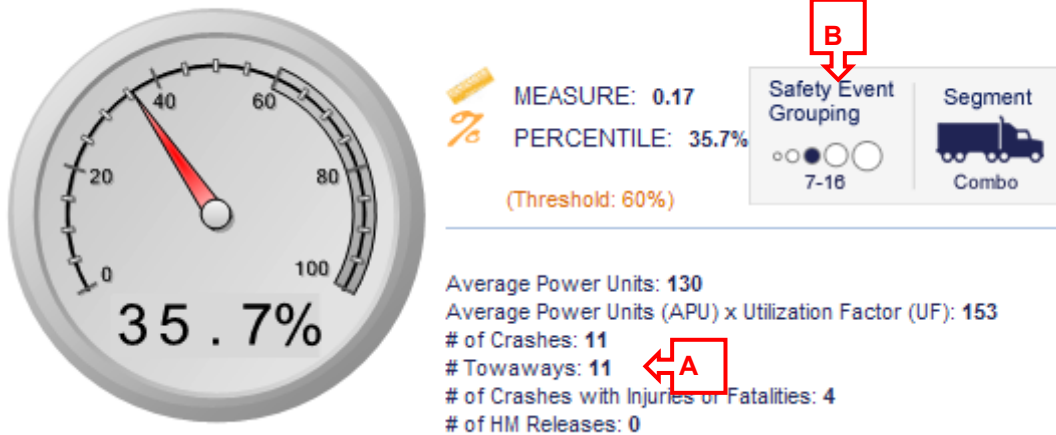 B
MEASURE: 0.17
PERCENTILE: 35.7%
(Threshold: 60%)
Safety Event
Grouping
7-16
Segment
Combo
0
20
40
60
80
100
35.7%
Average Power Units: 130
Average Power Units (APU) x Utilization Factor (UF): 153
# of Crashes: 11
# Towaways: 11
A
# of Crashes with Injuries or Fatalities: 4
# of HM Releases: 0